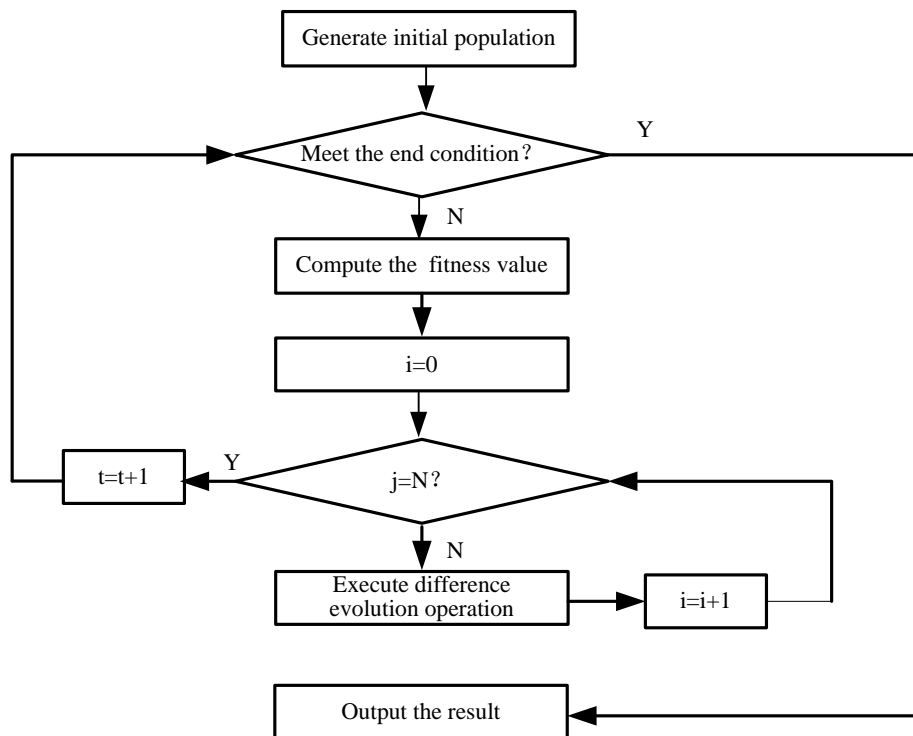 Generate initial population
Y
Meet the end condition？
N
Compute the fitness value
i=0
Y
t=t+1
j=N？
N
Execute difference
evolution operation
i=i+1
Output the result